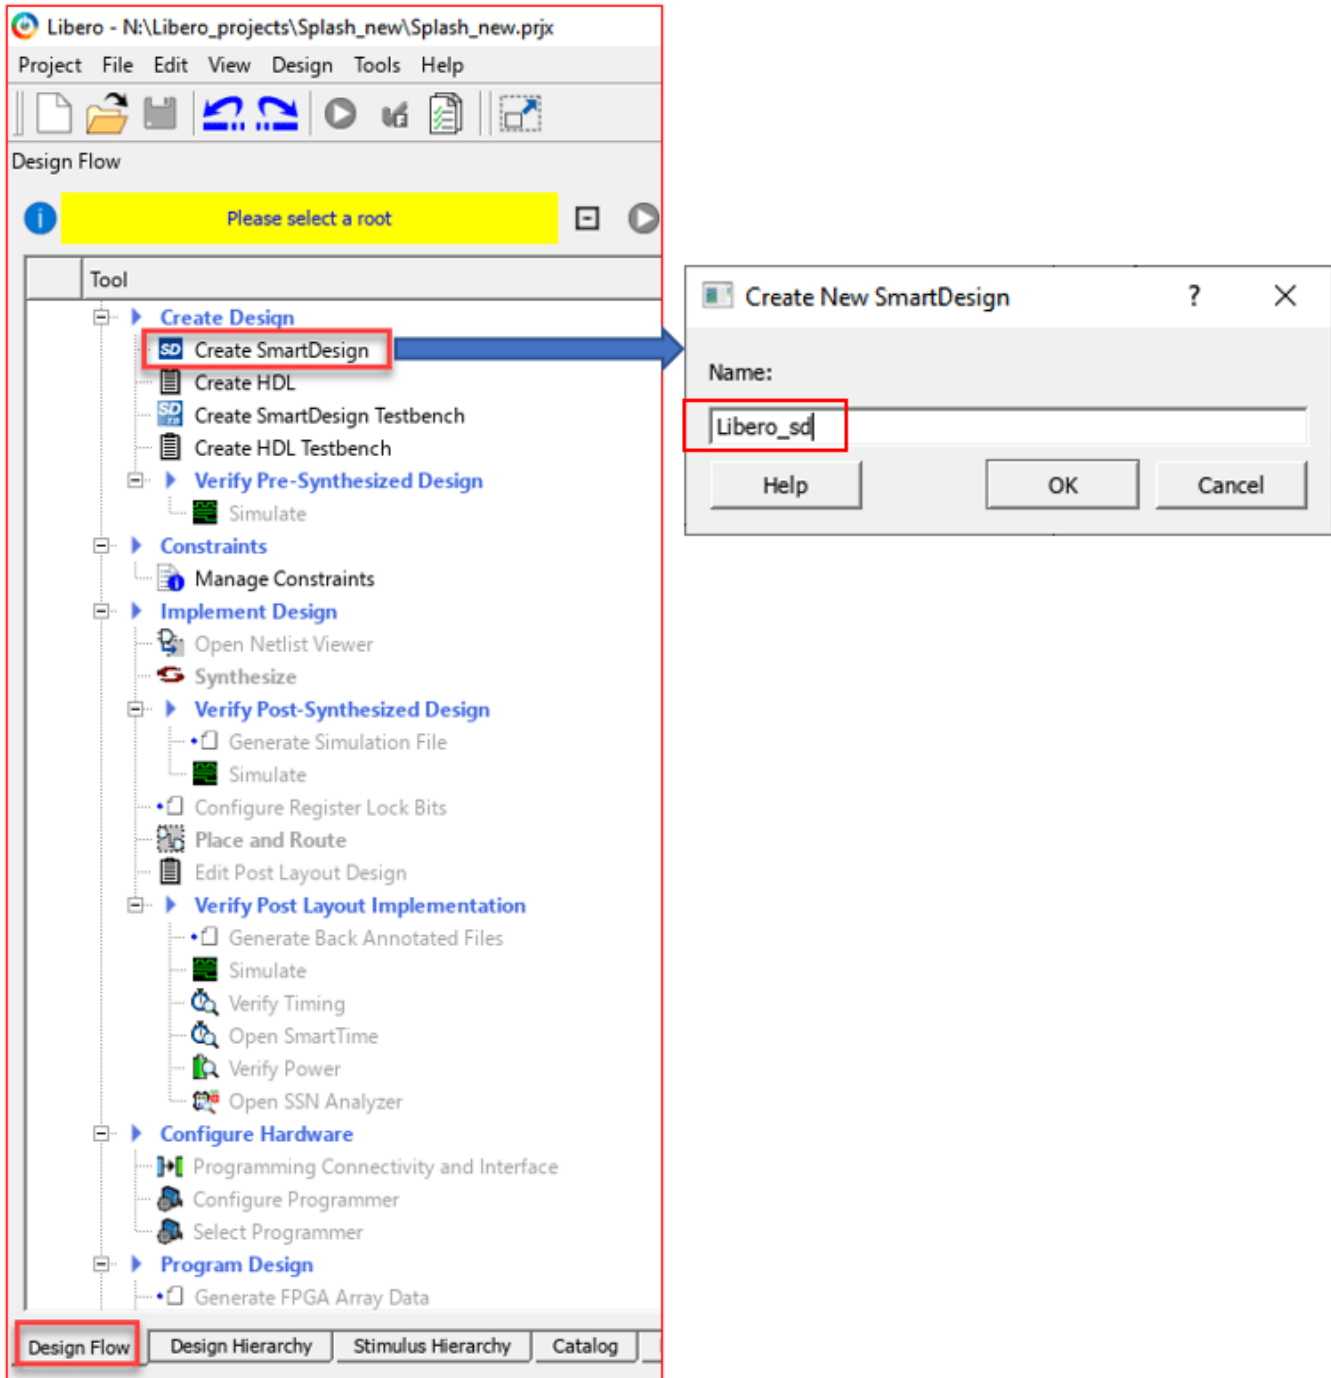 Libero - N:\Libero_projects\Splash_new\Splash_new.prjx
Project File Edit View Design Tools Help
Design Flow
Please select a root
Tool
Create Design
SD Create SmartDesign
Create HDL
SD TB Create SmartDesign Testbench
Create HDL Testbench
Verify Pre-Synthesized Design
Simulate
Constraints
Manage Constraints
Implement Design
Open Netlist Viewer
Synthesize
Verify Post-Synthesized Design
Generate Simulation File
Simulate
Configure Register Lock Bits
Place and Route
Edit Post Layout Design
Verify Post Layout Implementation
Generate Back Annotated Files
Simulate
Verify Timing
Open SmartTime
Verify Power
Open SSN Analyzer
Configure Hardware
Programming Connectivity and Interface
Configure Programmer
Select Programmer
Program Design
Generate FPGA Array Data
Design Flow Design Hierarchy Stimulus Hierarchy Catalog
Create New SmartDesign ?
Name:
Libero_sd
Help OK Cancel